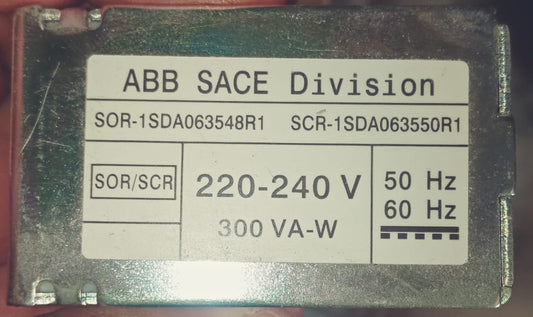 ABB SACE Division
SOR-1SDA063548R1 SCR-1SDA063550R1
SOR/SCR
220-240 V
300 VA-W
50 Hz
60 Hz